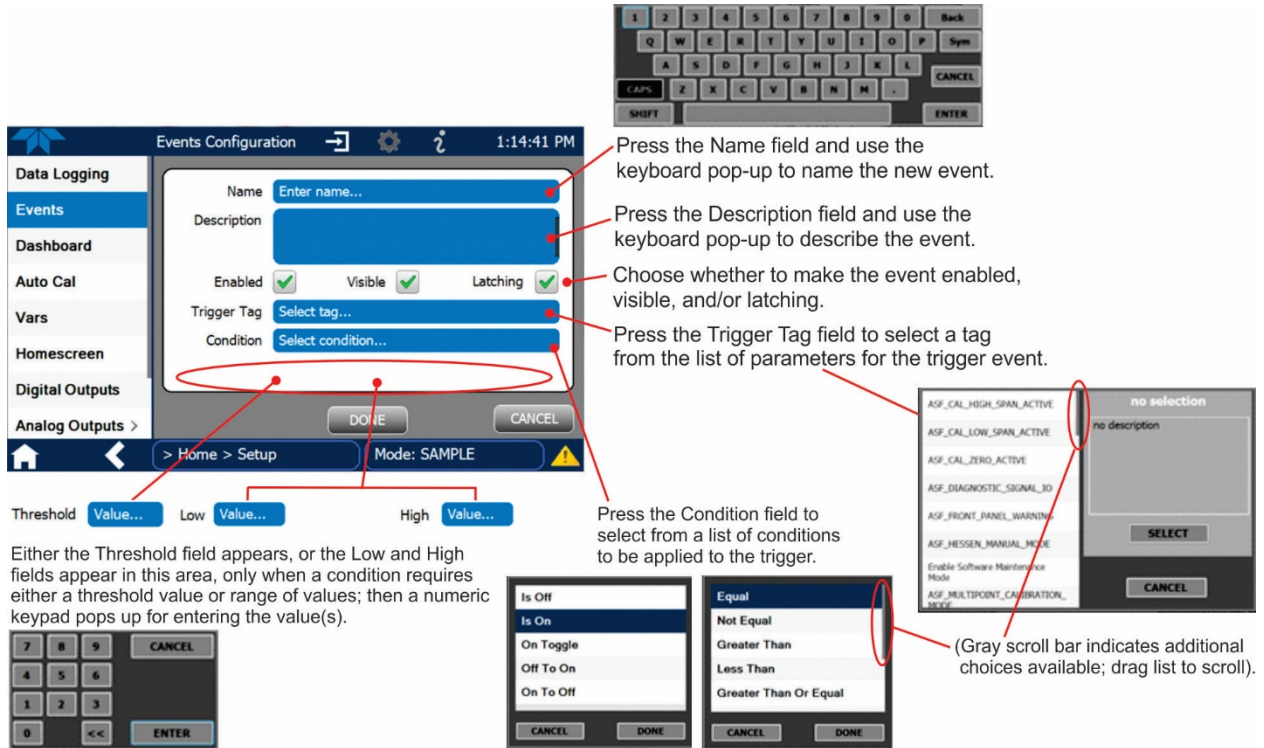 1 2 3 4 5 6 7 8 9 0 Back
Q W E R T Y U I O P Sym
A S D F G H J K L
CANCEL
CAPS Z X C V B N M .
SHIFT ENTER
Events Configuration 1:14:41 PM
Data Logging
Events
Dashboard
Auto Cal
Vars
Homescreen
Digital Outputs
Analog Outputs >
Name Enter name...
Description
Enabled Visible Latching
Trigger Tag Select tag...
Condition Select condition...
DONE CANCEL
> Home > Setup Mode: SAMPLE
Press the Name field and use the
keyboard pop-up to name the new event.
Press the Description field and use the
keyboard pop-up to describe the event.
Choose whether to make the event enabled,
visible, and/or latching.
Press the Trigger Tag field to select a tag
from the list of parameters for the trigger event.
ASF_CAL_HIGH_SPAN_ACTIVE
ASF_CAL_LOW_SPAN_ACTIVE
ASF_CAL_ZERO_ACTIVE
ASF_DIAGNOSTIC_SIGNAL_IO
ASF_FRONT_PANEL_WARNING
ASF_HESSEN_MANUAL_MODE
Enable Software Maintenance
Mode
ASF_MULTIPOINT_CALIBRATION_
MODE
no selection
no description
SELECT
CANCEL
(Gray scroll bar indicates additional
choices available; drag list to scroll).
Threshold Value... Low Value... High Value...
Either the Threshold field appears, or the Low and High
fields appear in this area, only when a condition requires
either a threshold value or range of values; then a numeric
keypad pops up for entering the value(s).
7 8 9 CANCEL
4 5 6
1 2 3
0 << ENTER
Press the Condition field to
select from a list of conditions
to be applied to the trigger.
Is Off
Is On
On Toggle
Off To On
On To Off
CANCEL DONE
Equal
Not Equal
Greater Than
Less Than
Greater Than Or Equal
CANCEL DONE